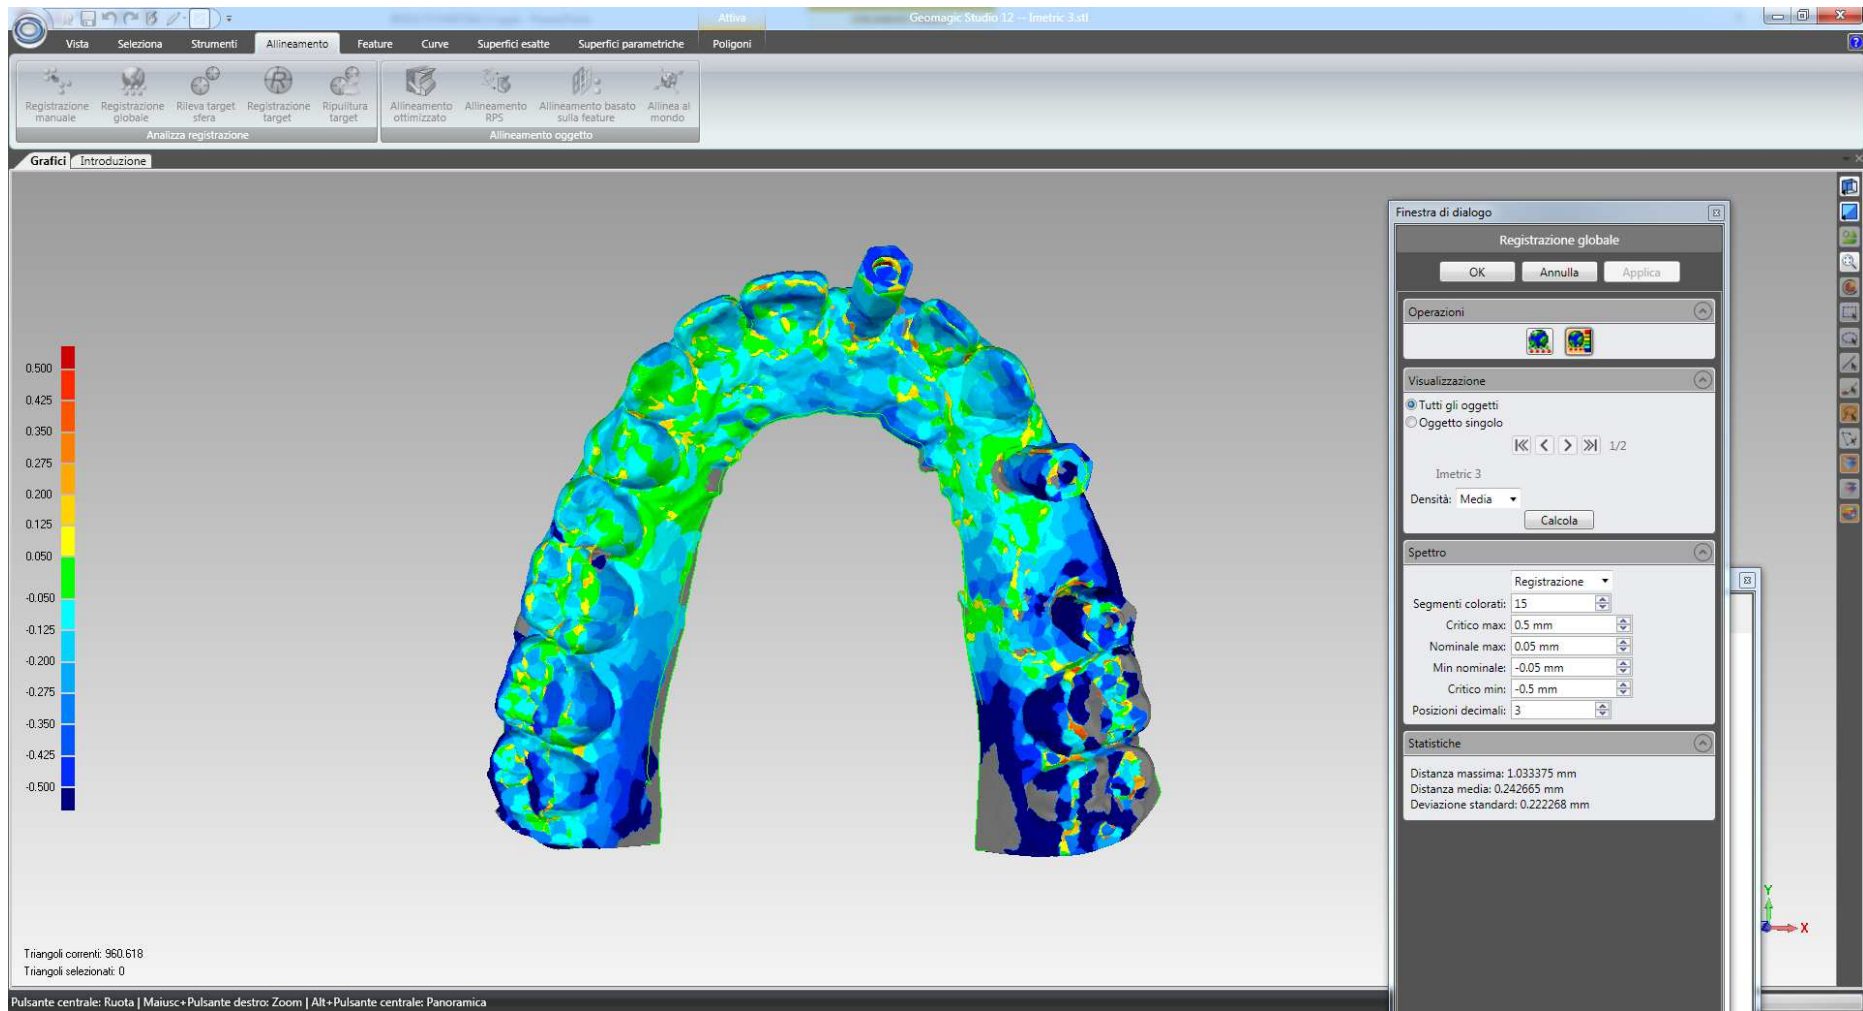 Attiva
Geomagic Studio 12 -- Imetric 3.stl
Vista Seleziona Strumenti Allineamento Feature Curve Superfici esatte Superfici parametriche Poligoni
Registrazione manuale
Registrazione globale
Rileva target sfera
Registrazione target
Ripulitura target
Allineamento ottimizzato
Allineamento RPS
Allineamento basato sulla feature
Allinea al mondo
Analizza registrazione
Allineamento oggetto
Grafici Introduzione
0.500
0.425
0.350
0.275
0.200
0.125
0.050
-0.050
-0.125
-0.200
-0.275
-0.350
-0.425
-0.500
Finestra di dialogo
Registrazione globale
OK Annulla Applica
Operazioni
Visualizzazione
Tutti gli oggetti
Oggetto singolo
1/2
Imetric 3
Densità: Media
Calcola
Spettro
Registrazione
Segmenti colorati: 15
Critico max: 0.5 mm
Nominale max: 0.05 mm
Min nominale: -0.05 mm
Critico min: -0.5 mm
Posizioni decimali: 3
Statistiche
Distanza massima: 1.033375 mm
Distanza media: 0.242665 mm
Deviazione standard: 0.222268 mm
Y
X
Triangoli correnti: 960.618
Triangoli selezionati: 0
Pulsante centrale: Ruota | Maiusc+Pulsante destro: Zoom | Alt+Pulsante centrale: Panoramica